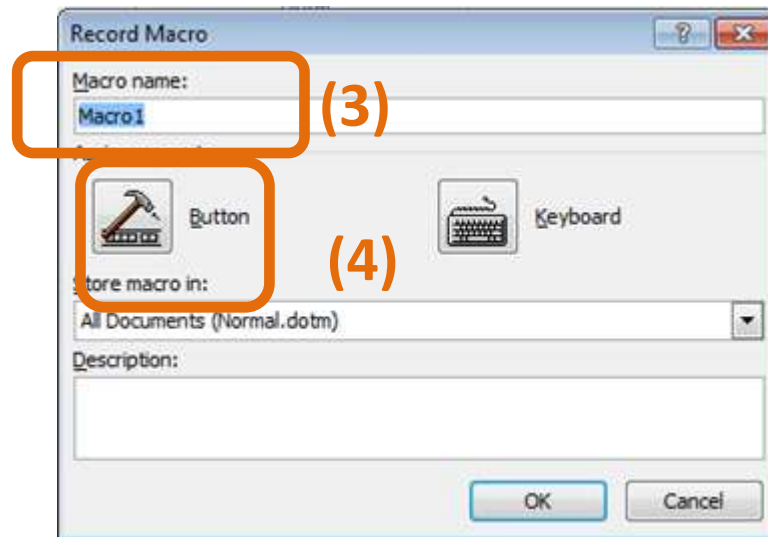 Record Macro
Macro name:
Macro1
(3)
Button
Keyboard
(4)
Store macro in:
All Documents (Normal.dotm)
Description:
OK
Cancel